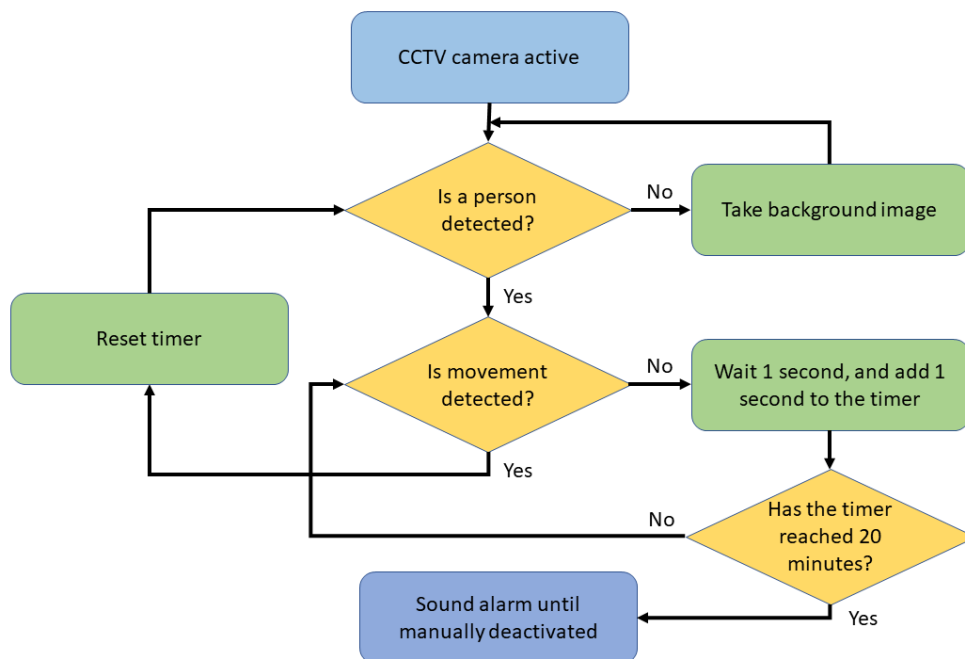 CCTV camera active
Is a person
detected?
No
Take background image
Yes
Reset timer
Is movement
detected?
No
Wait 1 second, and add 1
second to the timer
Yes
Has the timer
reached 20
minutes?
No
Yes
Sound alarm until
manually deactivated